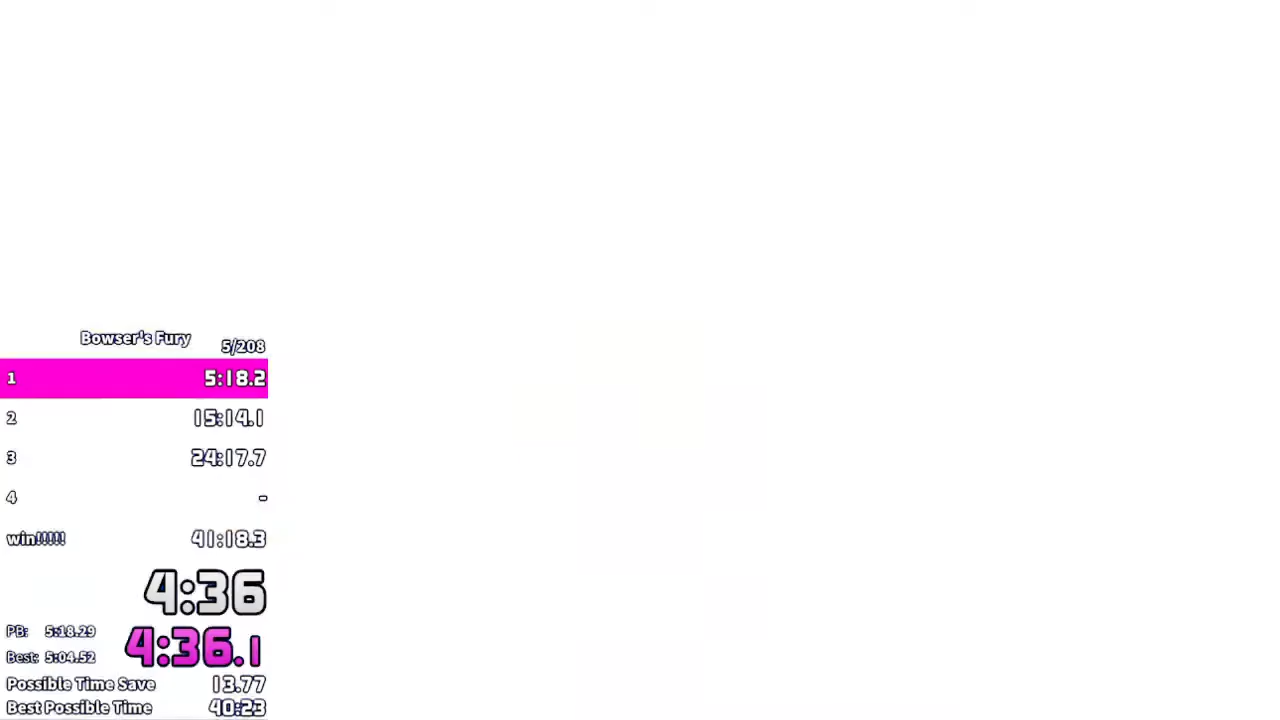 Bowser's Fury
5/208
1 5:18.2
2 15:14.1
3 24:17.7
4 -
win!!!!! 41:18.3
4:36
PB: 5:18.29
4:36.1
Best: 5:04.52
Possible Time Save 13.77
Best Possible Time 40:23